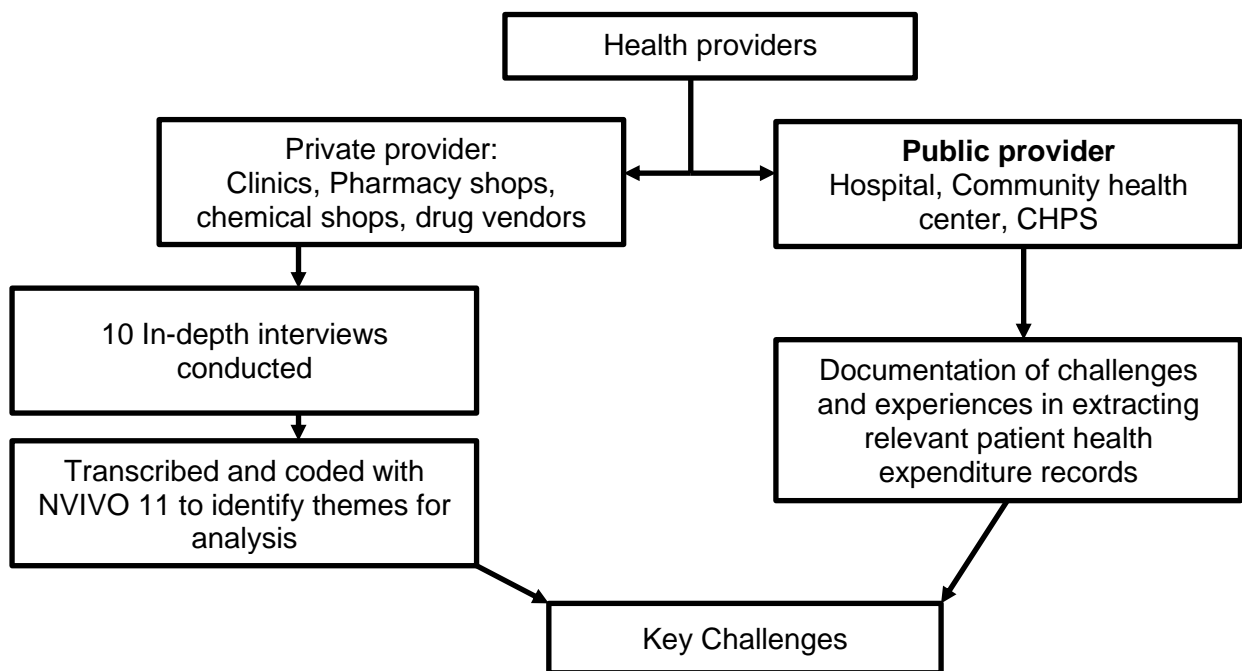 Health providers
Private provider:
Clinics, Pharmacy shops,
chemical shops, drug vendors
Public provider
Hospital, Community health
center, CHPS
10 In-depth interviews
conducted
Documentation of challenges
and experiences in extracting
relevant patient health
expenditure records
Transcribed and coded with
NVIVO 11 to identify themes for
analysis
Key Challenges